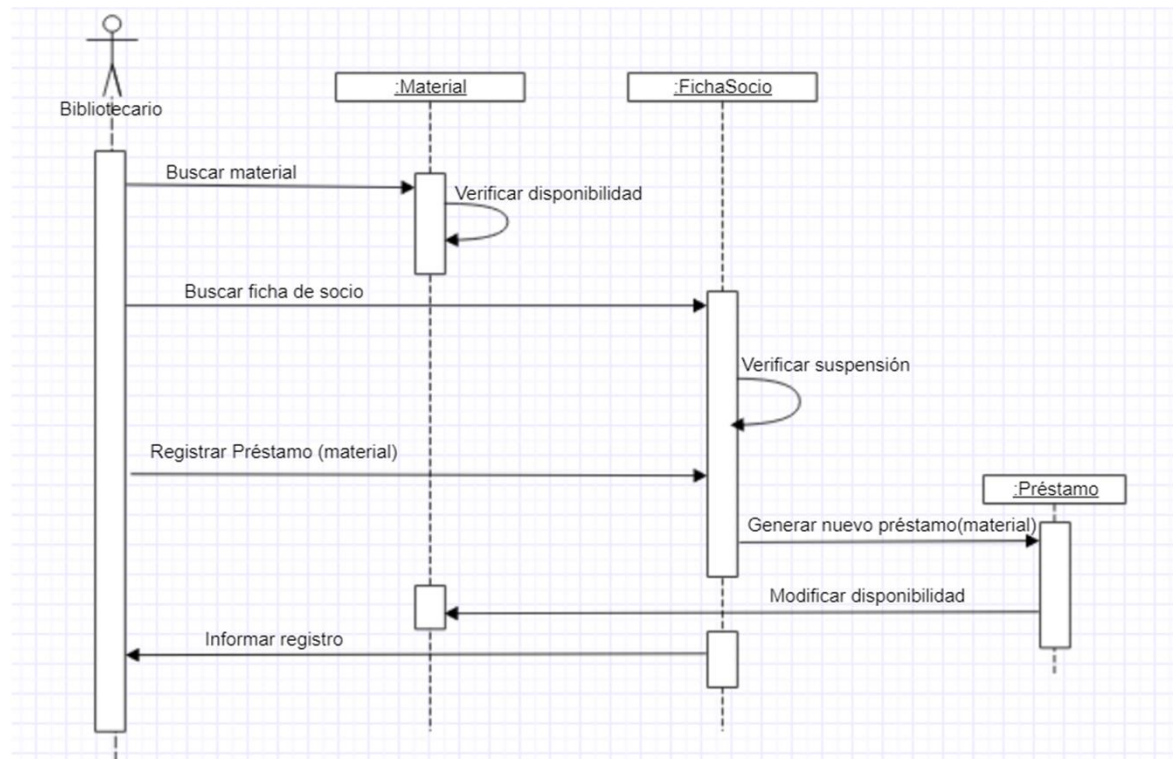 Bibliotecario
:Material
:FichaSocio
Buscar material
Verificar disponibilidad
Buscar ficha de socio
Verificar suspensión
Registrar Préstamo (material)
:Préstamo
Generar nuevo préstamo(material)
Modificar disponibilidad
Informar registro